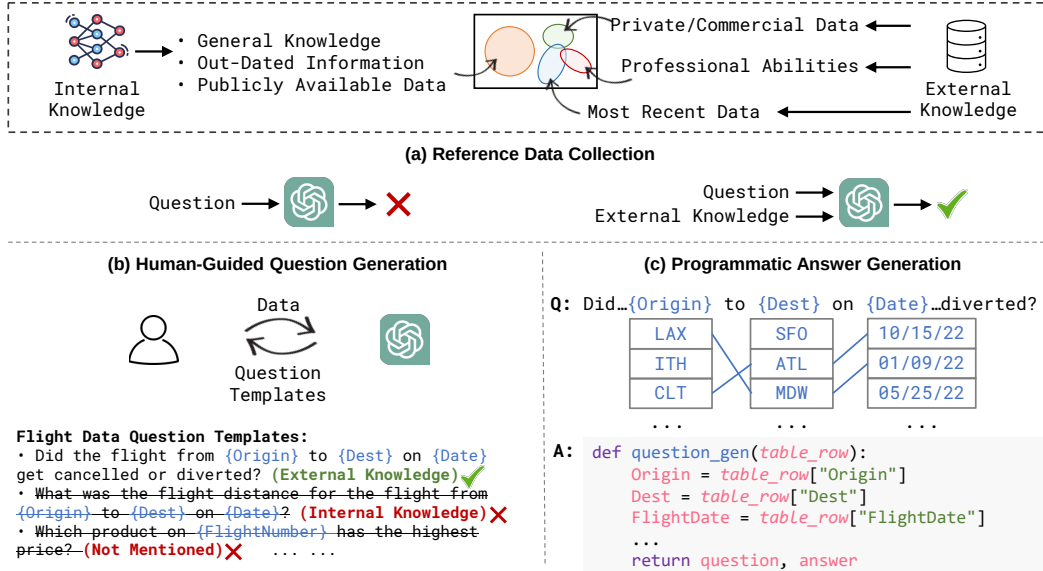 Internal
Knowledge
· General Knowledge
· Out-Dated Information
· Publicly Available Data
Private/Commercial Data
Professional Abilities
Most Recent Data
External
Knowledge
(a) Reference Data Collection
Question
Question
External Knowledge
(b) Human-Guided Question Generation
Data
Question
Templates
Flight Data Question Templates:
· Did the flight from {Origin} to {Dest} on {Date}
get cancelled or diverted? (External Knowledge)
· What was the flight distance for the flight from
{Origin} to {Dest} on {Date}? (Internal Knowledge)
· Which product on {FlightNumber} has the highest
price? (Not Mentioned) ... ...
(c) Programmatic Answer Generation
Q: Did…{Origin} to {Dest} on {Date}…diverted?
LAX SFO 10/15/22
ITH ATL 01/09/22
CLT MDW 05/25/22
... ... ...
A: def question_gen(table_row):
Origin = table_row["Origin"]
Dest = table_row["Dest"]
FlightDate = table_row["FlightDate"]
...
return question, answer